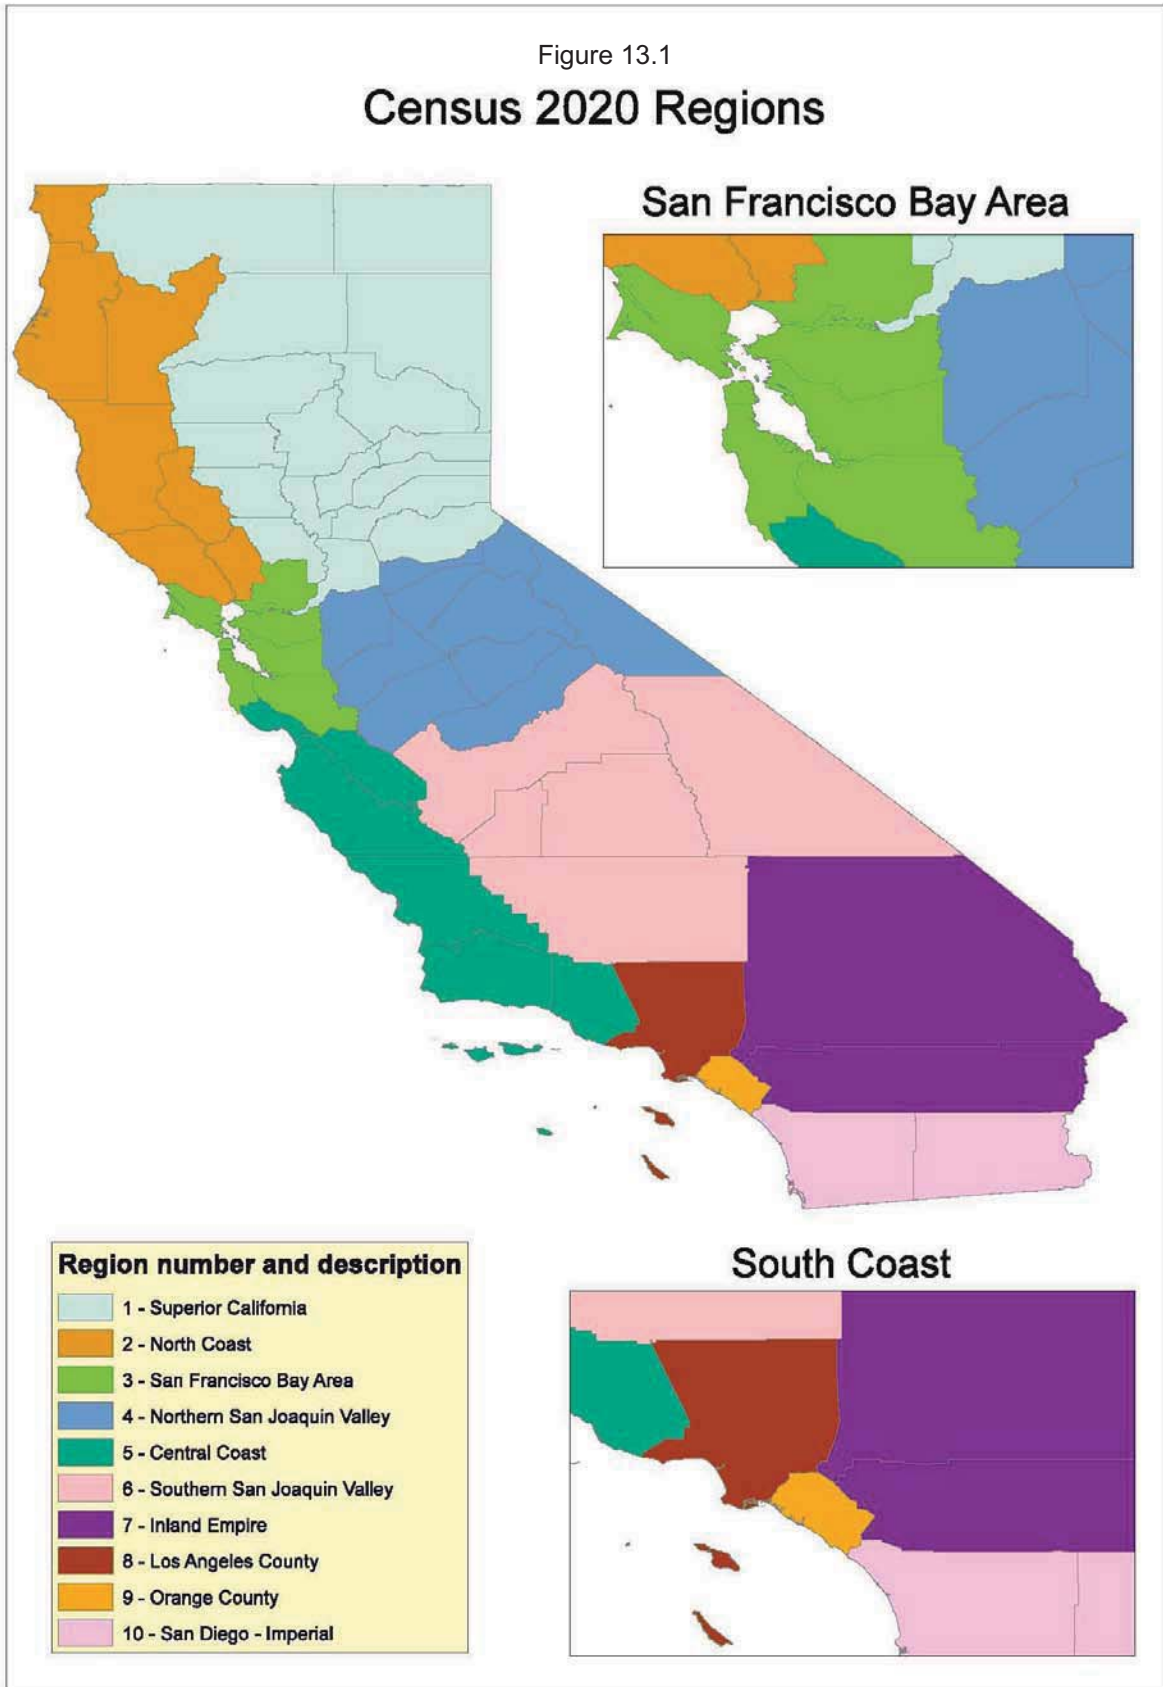 Figure 13.1
Census 2020 Regions
San Francisco Bay Area
Region number and description
1 - Superior California
2 - North Coast
3 - San Francisco Bay Area
4 - Northern San Joaquin Valley
5 - Central Coast
6 - Southern San Joaquin Valley
7 - Inland Empire
8 - Los Angeles County
9 - Orange County
10 - San Diego - Imperial
South Coast